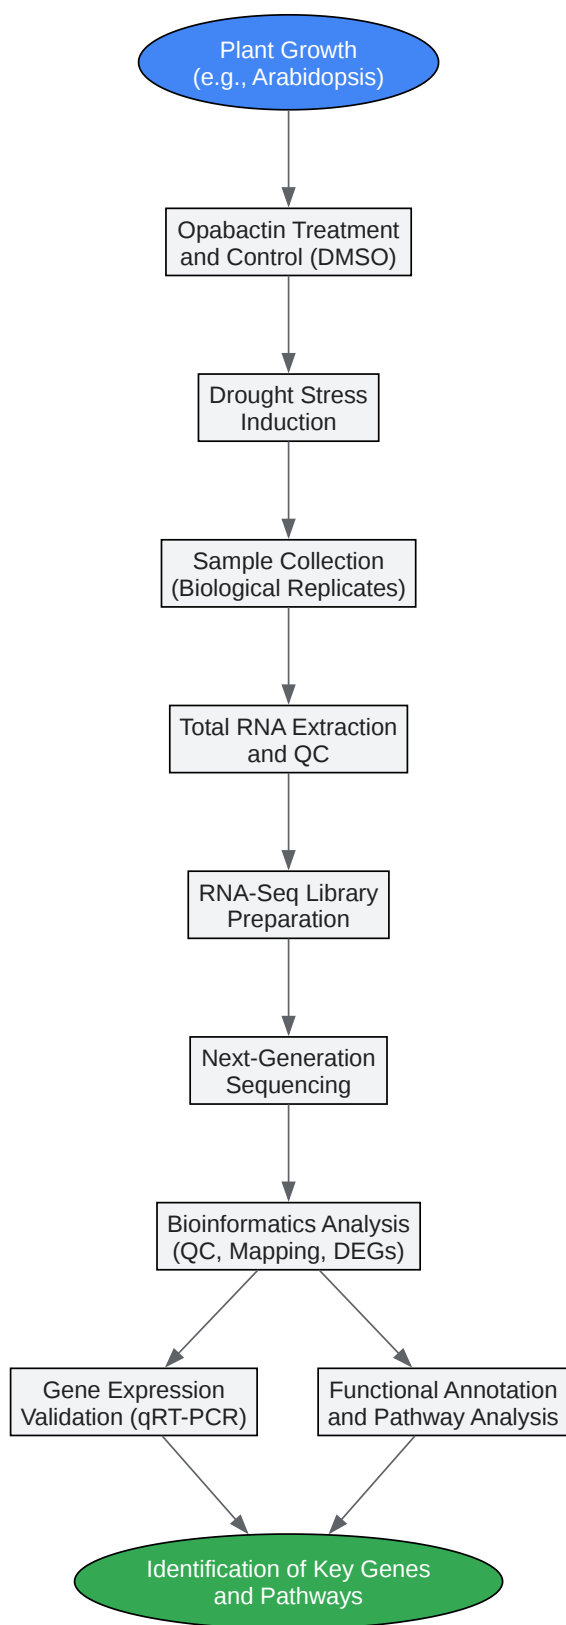 Plant Growth
(e.g., Arabidopsis)
Opabactin Treatment
and Control (DMSO)
Drought Stress
Induction
Sample Collection
(Biological Replicates)
Total RNA Extraction
and QC
RNA-Seq Library
Preparation
Next-Generation
Sequencing
Bioinformatics Analysis
(QC, Mapping, DEGs)
Gene Expression
Validation (qRT-PCR)
Functional Annotation
and Pathway Analysis
Identification of Key Genes
and Pathways